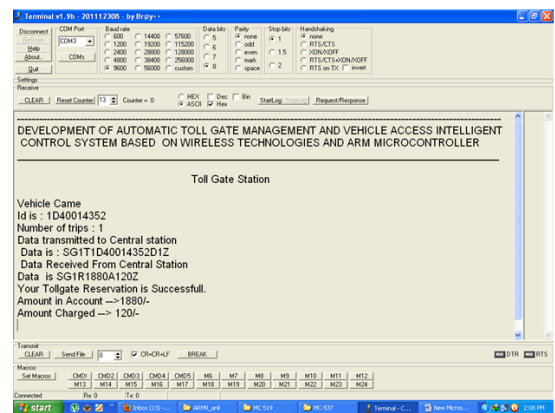 Terminal v1.9b - 20111230ß - by Br@y++
Disconnect
ReScan
Help
About..
Quit
COM Port
COM3
COMs
Baud rate
600 14400 57600
1200 19200 115200
2400 28800 128000
4800 38400 256000
9600 56000 custom
Data bits
5
6
7
8
Parity
none
odd
even
mark
space
Stop bits
1
1.5
2
Handshaking
none
RTS/CTS
XON/XOFF
RTS/CTS+XON/XOFF
RTS on TX invert
Settings
Receive
CLEAR Reset Counter 13 Counter = 0 HEX Dec Bin
ASCII Hex StartLog StopLog Request/Response
DEVELOPMENT OF AUTOMATIC TOLL GATE MANAGEMENT AND VEHICLE ACCESS INTELLIGENT
CONTROL SYSTEM BASED ON WIRELESS TECHNOLOGIES AND ARM MICROCONTROLLER
Toll Gate Station
Vehicle Came
Id is : 1D40014352
Number of trips : 1
Data transmitted to Central station
Data is : SG1T1D40014352D1Z
Data Received From Central Station
Data is SG1R1880A120Z
Your Tollgate Reservation is Successfull.
Amount in Account -->1880/-
Amount Charged --> 120/-
Transmit
CLEAR Send File 0 CR=CR+LF BREAK DTR RTS
Macros
Set Macros CMD1 CMD2 CMD3 CMD4 CMD5 M6 M7 M8 M9 M10 M11 M12
M13 M14 M15 M16 M17 M18 M19 M20 M21 M22 M23 M24
Connected Rx: 0 Tx: 0
start Inbox (13) -... ARM9_anil MC 519 MC-537 Terminal - C... New Micros... 2:08 PM